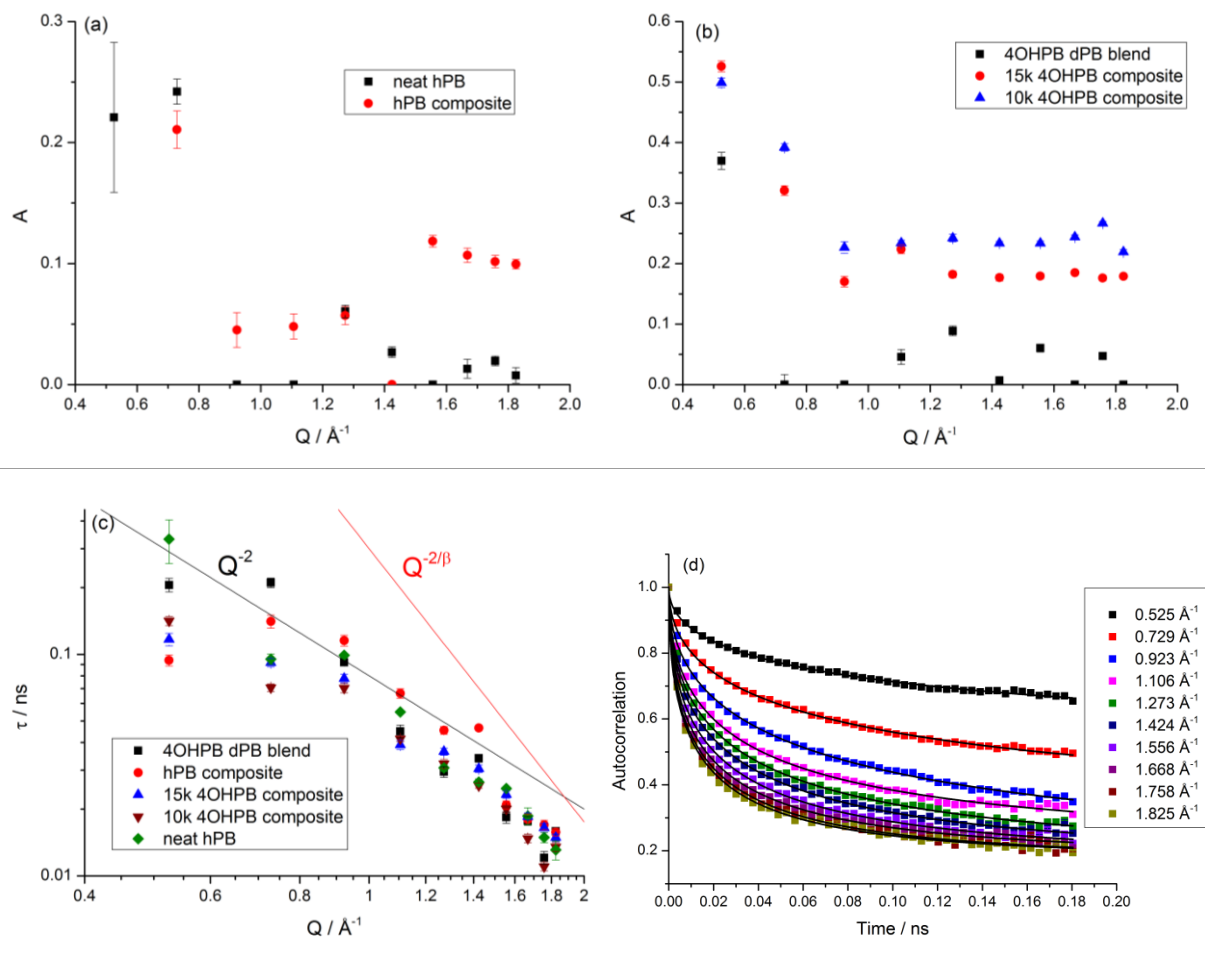 (a)
neat hPB
hPB composite
0.3
0.2
0.1
0.0
A
0.4 0.6 0.8 1.0 1.2 1.4 1.6 1.8 2.0
Q / Å-1
(b)
4OHPB dPB blend
15k 4OHPB composite
10k 4OHPB composite
0.6
0.5
0.4
0.3
0.2
0.1
0.0
A
0.4 0.6 0.8 1.0 1.2 1.4 1.6 1.8 2.0
Q / Å-1
(c)
Q-2
Q-2/β
0.1
0.01
τ / ns
4OHPB dPB blend
hPB composite
15k 4OHPB composite
10k 4OHPB composite
neat hPB
0.4 0.6 0.8 1 1.2 1.4 1.6 1.8 2
Q / Å-1
(d)
1.0
0.8
0.6
0.4
0.2
Autocorrelation
0.00 0.02 0.04 0.06 0.08 0.10 0.12 0.14 0.16 0.18 0.20
Time / ns
0.525 Å-1
0.729 Å-1
0.923 Å-1
1.106 Å-1
1.273 Å-1
1.424 Å-1
1.556 Å-1
1.668 Å-1
1.758 Å-1
1.825 Å-1